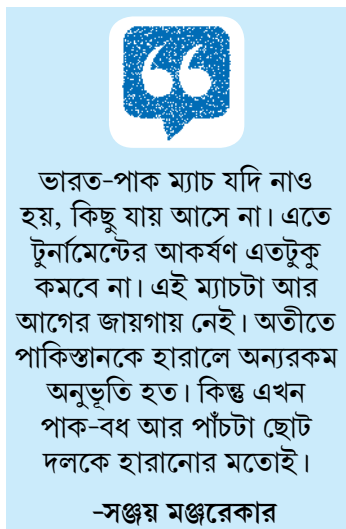 ভারত-পাক ম্যাচ যদি নাও
হয়, কিছু যায় আসে না। এতে
টুর্নামেন্টের আকর্ষণ এতটুকু
কমবে না। এই ম্যাচটা আর
আগের জায়গায় নেই। অতীতে
পাকিস্তানকে হারালে অন্যরকম
অনুভূতি হত। কিন্তু এখন
পাক-বধ আর পাঁচটা ছোট
দলকে হারানোর মতোই।
-সঞ্জয় মঞ্জরেকার